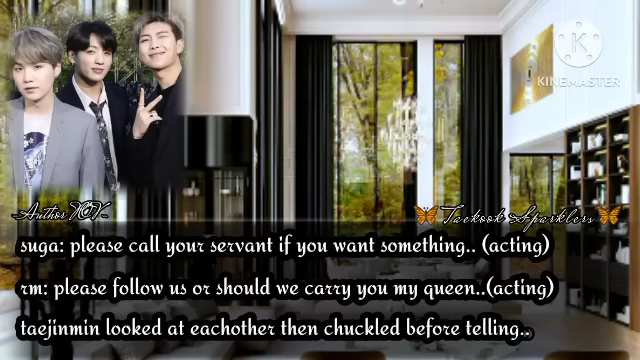 KINEMASTER
Author POV..
🦋Taekook Sparklers🦋
suga: please call your servant if you want something.. (acting)
rm: please follow us or should we carry you my queen..(acting)
taejinmin looked at eachother then chuckled before telling..